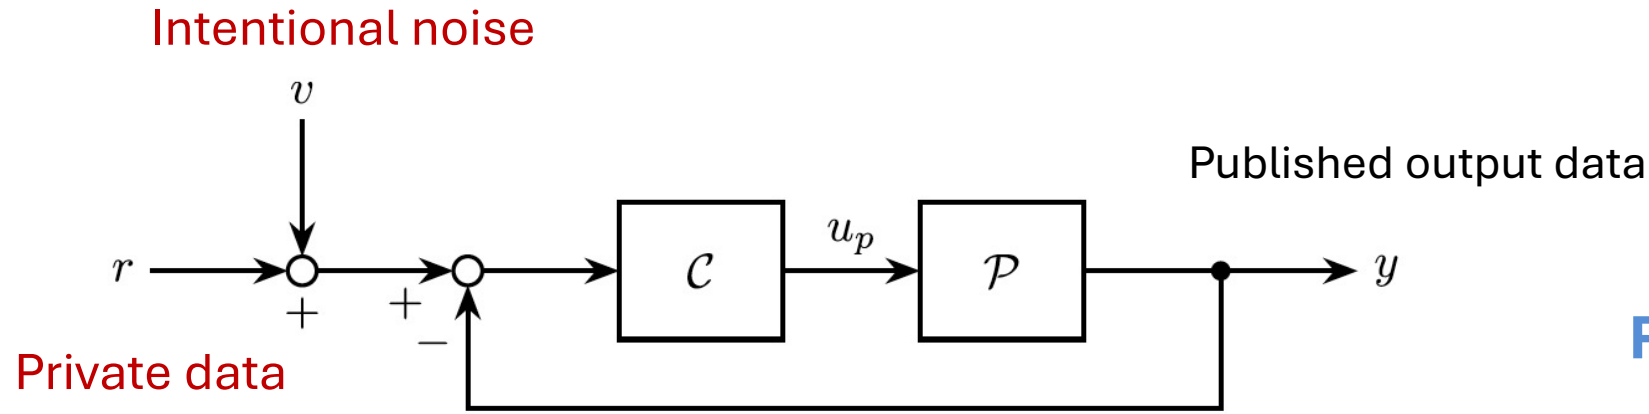 Intentional noise
v
Published output data
r
+
+
−
C
u_p
P
y
Private data
F